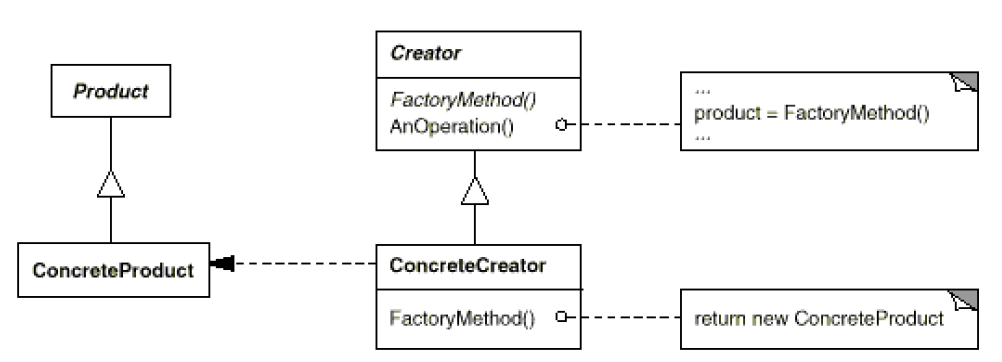 Creator
Product
FactoryMethod()
AnOperation()
...
product = FactoryMethod()
...
ConcreteProduct
ConcreteCreator
FactoryMethod()
return new ConcreteProduct